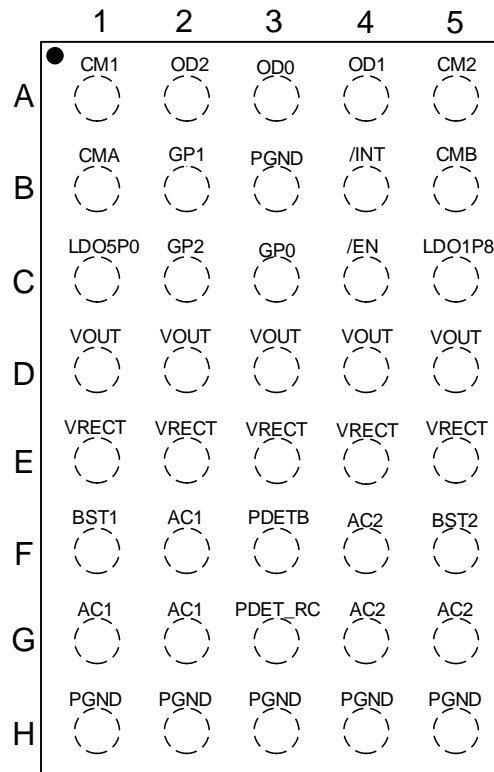 1 2 3 4 5
A CM1 OD2 OD0 OD1 CM2
B CMA GP1 PGND /INT CMB
C LDO5P0 GP2 GP0 /EN LDO1P8
D VOUT VOUT VOUT VOUT VOUT
E VRECT VRECT VRECT VRECT VRECT
F BST1 AC1 PDETB AC2 BST2
G AC1 AC1 PDET_RC AC2 AC2
H PGND PGND PGND PGND PGND